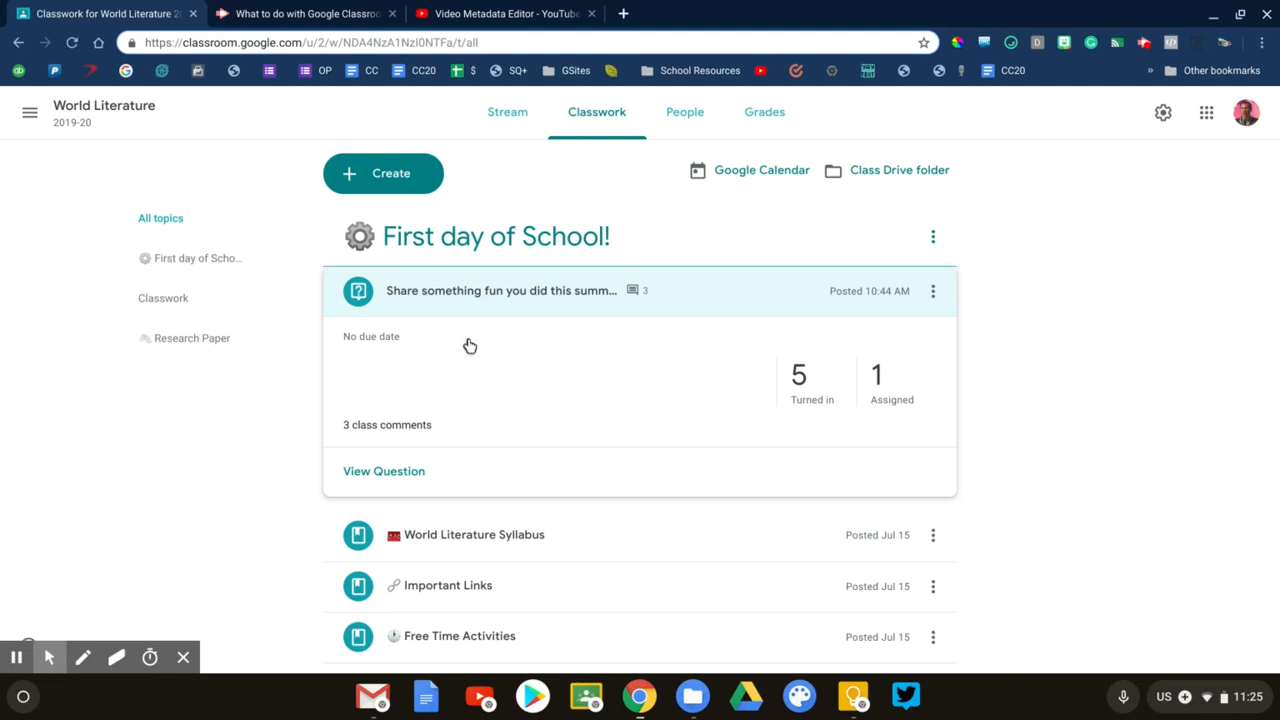 Classwork for World Literature 2
What to do with Google Classroo
Video Metadata Editor - YouTube
https://classroom.google.com/u/2/w/NDA4NzA1NzI0NTFa/t/all
OP
CC
CC20
$
SQ+
GSites
School Resources
CC20
Other bookmarks
World Literature
2019-20
Stream
Classwork
People
Grades
Create
Google Calendar
Class Drive folder
All topics
First day of Scho...
Classwork
Research Paper
First day of School!
Share something fun you did this summ... 3 Posted 10:44 AM
No due date
5 1
Turned in Assigned
3 class comments
View Question
World Literature Syllabus Posted Jul 15
Important Links Posted Jul 15
Free Time Activities Posted Jul 15
US 11:25